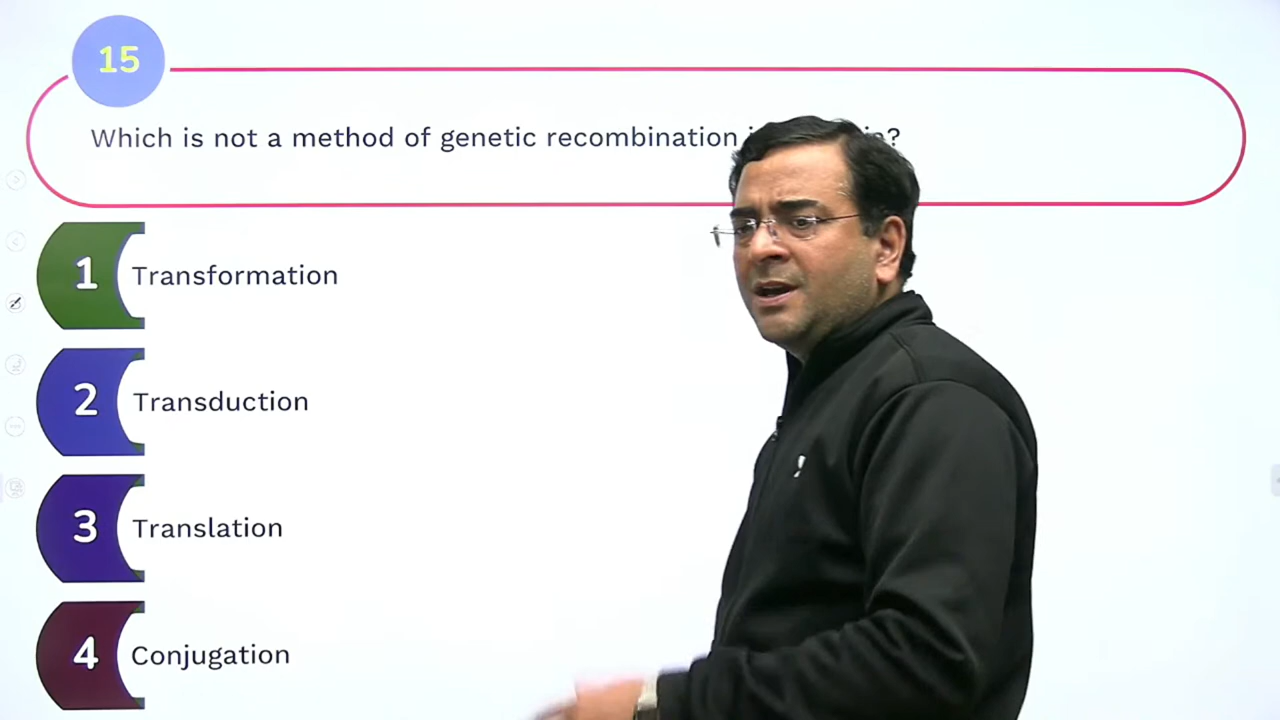 15
Which is not a method of genetic recombination
1 Transformation
2 Transduction
3 Translation
4 Conjugation